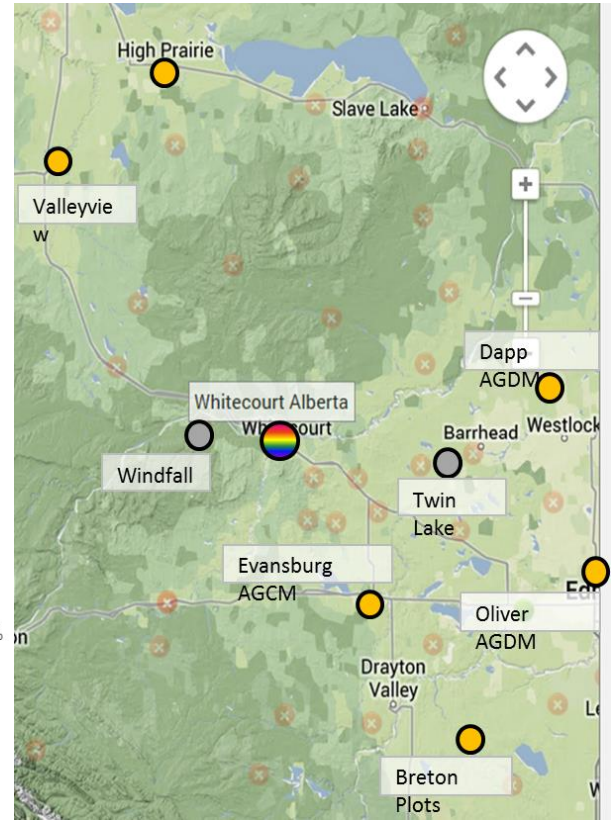 High Prairie
Slave Lake
Valleyvie
w
+
−
Dapp
AGDM
Whitecourt Alberta
Barrhead
Westlock
Windfall
Twin
Lake
Evansburg
AGCM
Oliver
AGDM
on
Drayton
Valley
Breton
Plots